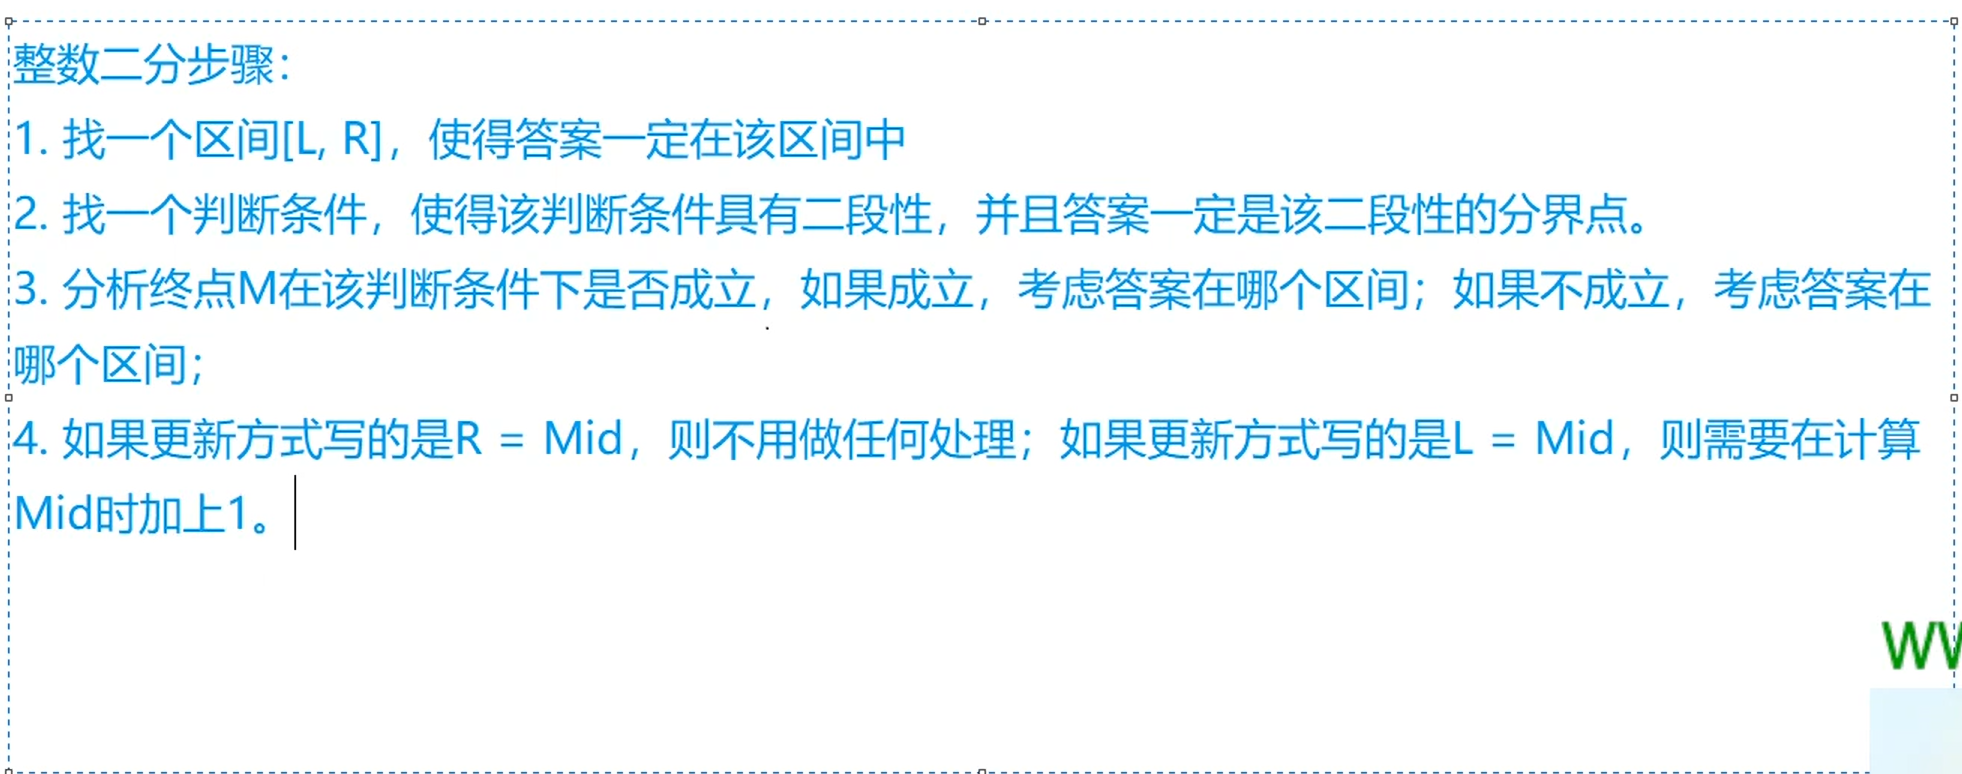 整数二分步骤：
1. 找一个区间[L, R]，使得答案一定在该区间中
2. 找一个判断条件，使得该判断条件具有二段性，并且答案一定是该二段性的分界点。
3. 分析终点M在该判断条件下是否成立，如果成立，考虑答案在哪个区间；如果不成立，考虑答案在
哪个区间；
4. 如果更新方式写的是R = Mid，则不用做任何处理；如果更新方式写的是L = Mid，则需要在计算
Mid时加上1。